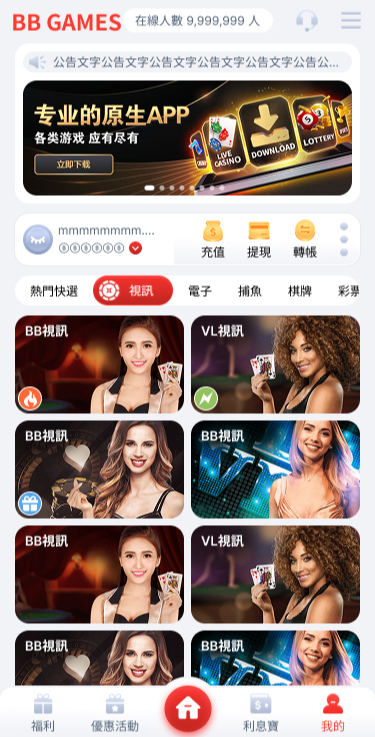 BB GAMES 在線人數 9,999,999 人
公告文字公告文字公告文字公告文字公告文字公告公...
专业的原生APP
各类游戏 应有尽有
立即下载
LIVE CASINO
DOWNLOAD
LOTTERY
mmmmmmmm....
充值 提現 轉帳
熱門快選 視訊 電子 捕魚 棋牌 彩票
BB視訊 VL視訊
BB視訊 BB視訊
BB視訊 VL視訊
BB視訊 BB視訊
福利 優惠活動 利息寶 我的